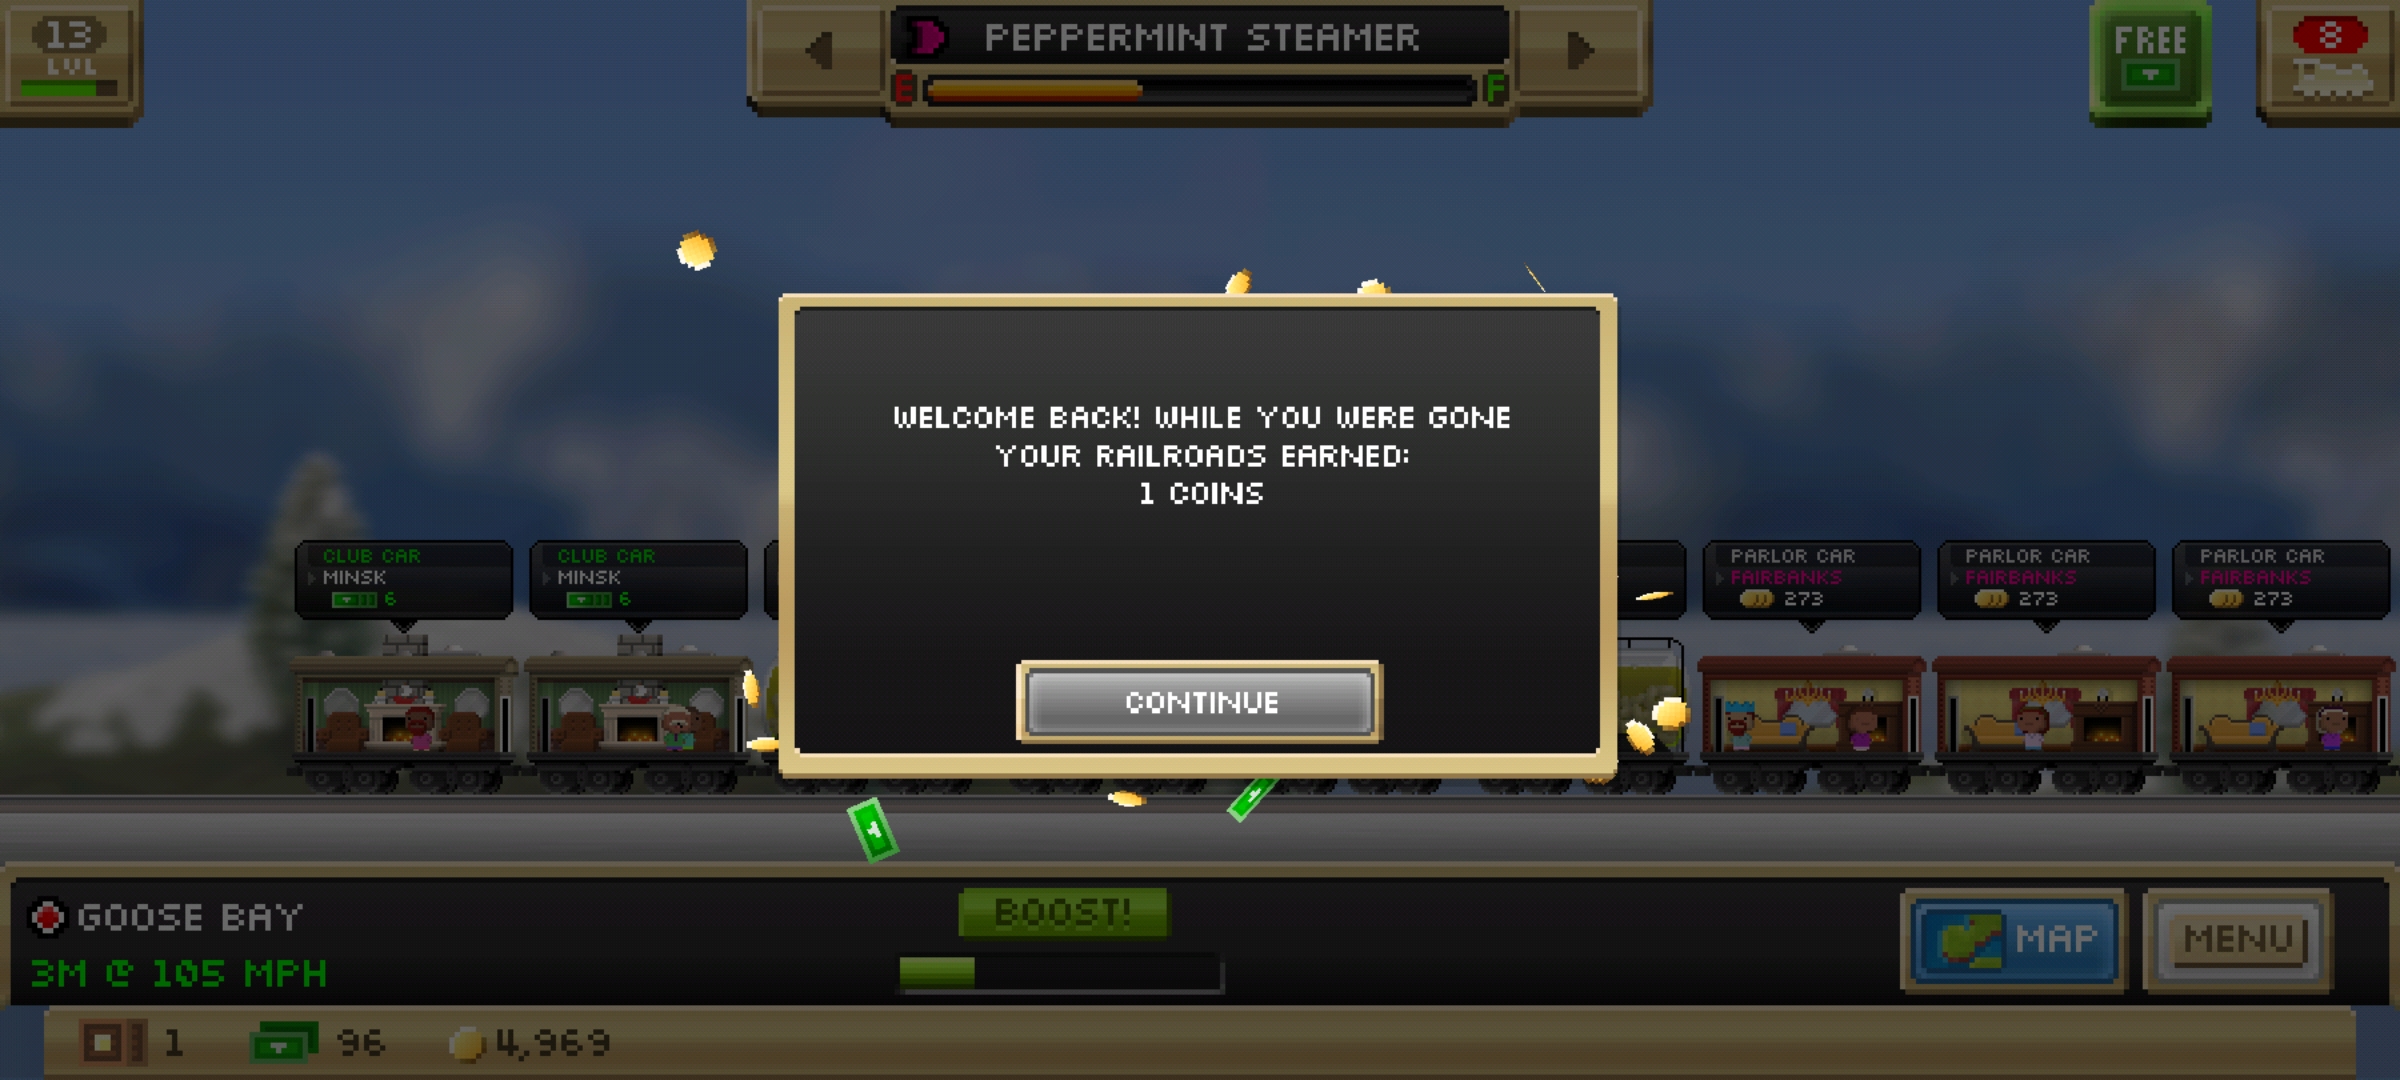 13
LVL
PEPPERMINT STEAMER
E
F
FREE
8
WELCOME BACK! WHILE YOU WERE GONE
YOUR RAILROADS EARNED:
1 COINS
CONTINUE
CLUB CAR
MINSK
6
CLUB CAR
MINSK
6
PARLOR CAR
FAIRBANKS
273
PARLOR CAR
FAIRBANKS
273
PARLOR CAR
FAIRBANKS
273
GOOSE BAY
3M @ 105 MPH
BOOST!
MAP
MENU
1
96
4,969